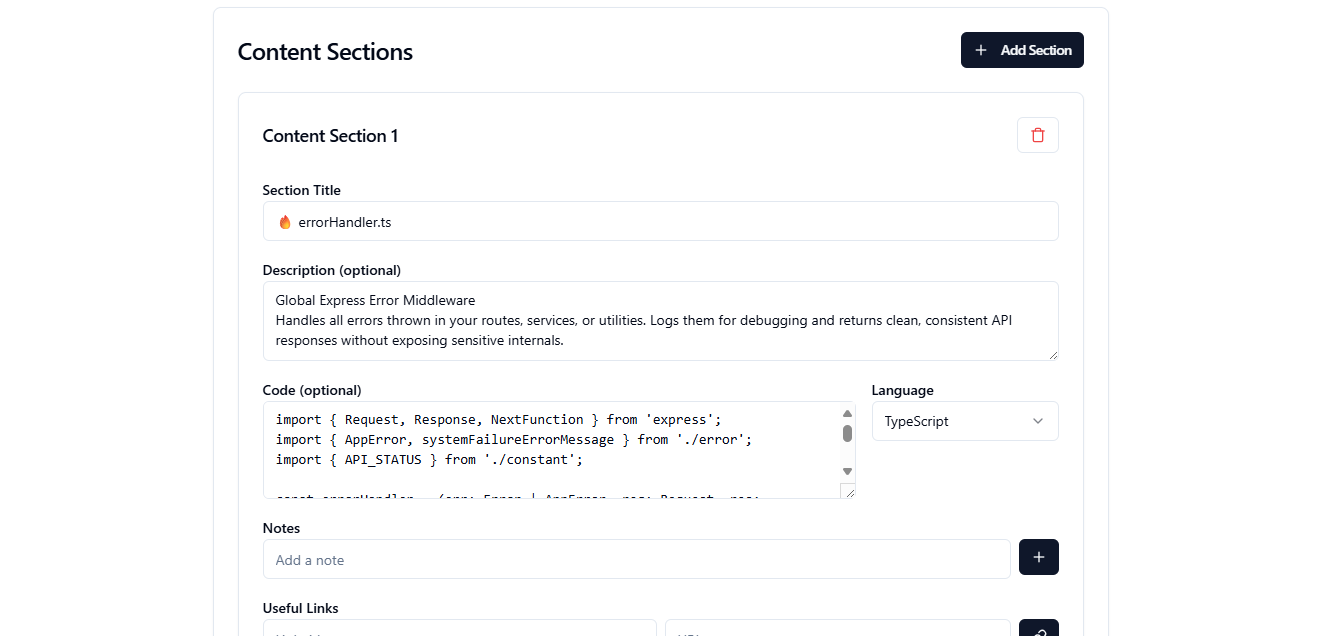 Content Sections
+ Add Section
Content Section 1
Section Title
🔥 errorHandler.ts
Description (optional)
Global Express Error Middleware
Handles all errors thrown in your routes, services, or utilities. Logs them for debugging and returns clean, consistent API
responses without exposing sensitive internals.
Code (optional)
Language
import { Request, Response, NextFunction } from 'express';
import { AppError, systemFailureErrorMessage } from './error';
import { API_STATUS } from './constant';
TypeScript
Notes
Add a note
+
Useful Links